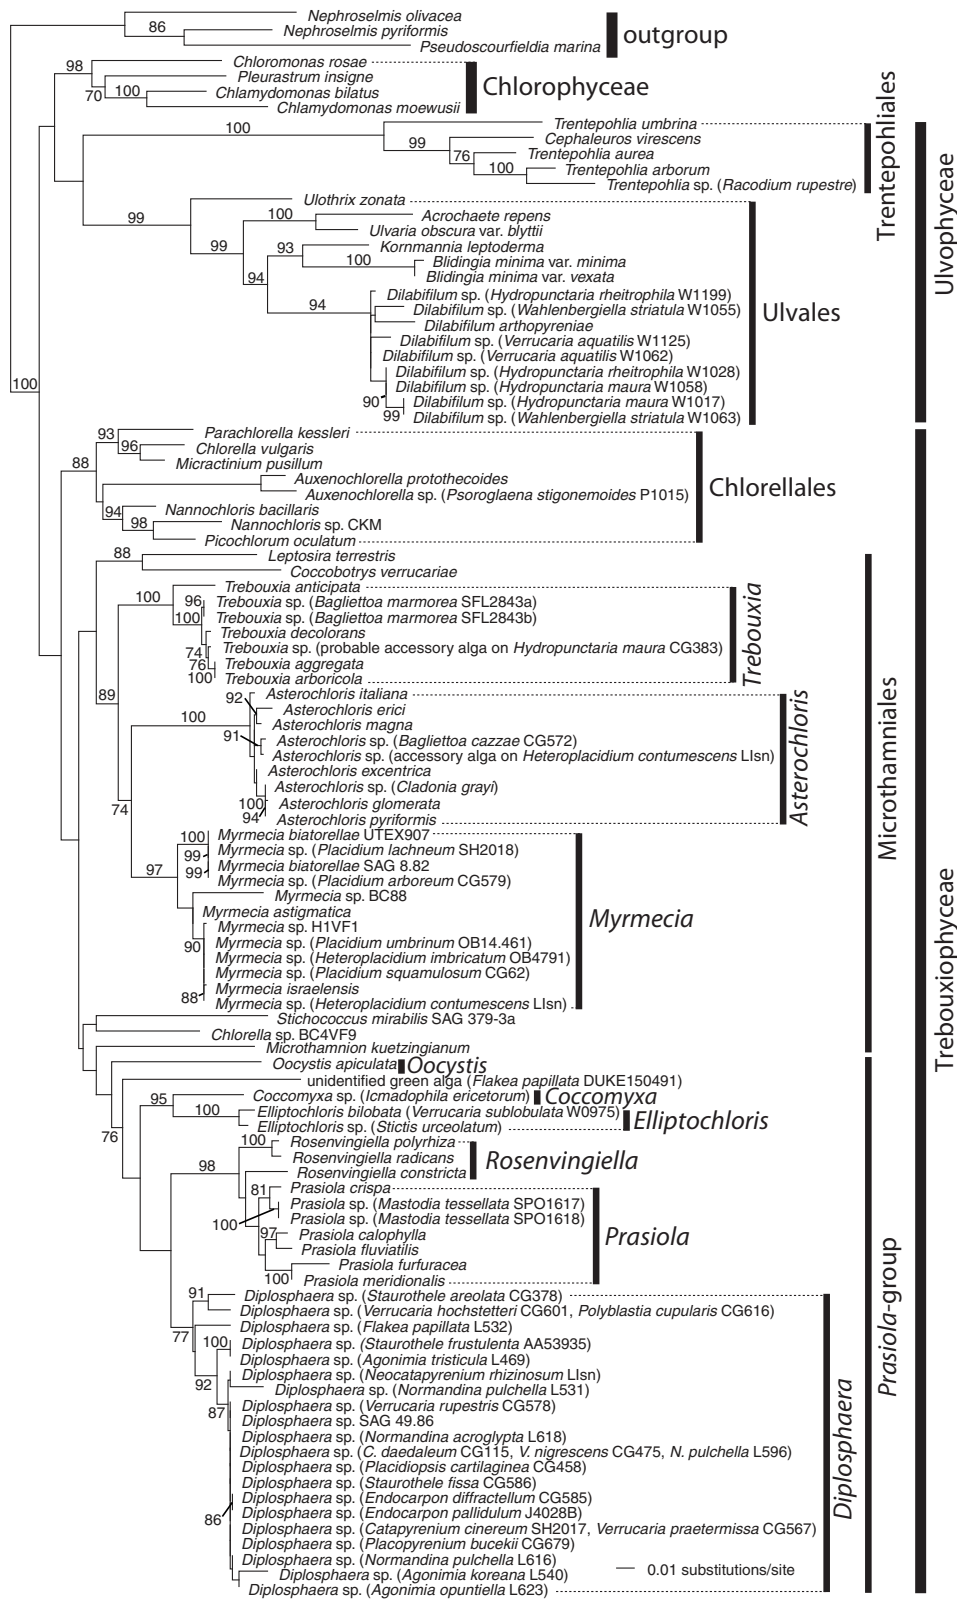 Nephroselmis olivacea
86
Nephroselmis pyriformis
Pseudoscourfieldia marina
outgroup
98
Chloromonas rosae
Pleurastrum insigne
70
100
Chlamydomonas bilatus
Chlamydomonas moewusii
Chlorophyceae
100
Trentepohlia umbrina
99
Cephaleuros virescens
76
Trentepohlia aurea
100
Trentepohlia arborum
Trentepohlia sp. (Racodium rupestre)
Trentepohliales
Ulvophyceae
99
Ulothrix zonata
100
Acrochaete repens
Ulvaria obscura var. blyttii
99
93
Kornmannia leptoderma
100
Blidingia minima var. minima
Blidingia minima var. vexata
94
94
Dilabifilum sp. (Hydropunctaria rheitrophila W1199)
Dilabifilum sp. (Wahlenbergiella striatula W1055)
Dilabifilum arthopyreniae
Dilabifilum sp. (Verrucaria aquatilis W1125)
Dilabifilum sp. (Verrucaria aquatilis W1062)
Dilabifilum sp. (Hydropunctaria rheitrophila W1028)
Dilabifilum sp. (Hydropunctaria maura W1058)
90
Dilabifilum sp. (Hydropunctaria maura W1017)
99
Dilabifilum sp. (Wahlenbergiella striatula W1063)
Ulvales
100
93
Parachlorella kessleri
96
Chlorella vulgaris
Micractinium pusillum
88
Auxenochlorella protothecoides
Auxenochlorella sp. (Psoroglaena stigonemoides P1015)
94
Nannochloris bacillaris
98
Nannochloris sp. CKM
Picochlorum oculatum
Chlorellales
88
Leptosira terrestris
Coccobotrys verrucariae
100
Trebouxia anticipata
96
Trebouxia sp. (Bagliettoa marmorea SFL2843a)
100
Trebouxia sp. (Bagliettoa marmorea SFL2843b)
Trebouxia decolorans
74
Trebouxia sp. (probable accessory alga on Hydropunctaria maura CG383)
76
Trebouxia aggregata
100
Trebouxia arboricola
Trebouxia
89
92
Asterochloris italiana
Asterochloris erici
100
Asterochloris magna
91
Asterochloris sp. (Bagliettoa cazzae CG572)
Asterochloris sp. (accessory alga on Heteroplacidium contumescens LIsn)
Asterochloris excentrica
Asterochloris sp. (Cladonia grayi)
100
Asterochloris glomerata
94
Asterochloris pyriformis
Asterochloris
74
Microthamniales
Myrmecia biatorellae UTEX907
100
Myrmecia sp. (Placidium lachneum SH2018)
99
Myrmecia biatorellae SAG 8.82
99
Myrmecia sp. (Placidium arboreum CG579)
97
Myrmecia sp. BC88
Myrmecia astigmatica
Myrmecia sp. H1VF1
90
Myrmecia sp. (Placidium umbrinum OB14.461)
Myrmecia sp. (Heteroplacidium imbricatum OB4791)
Myrmecia sp. (Placidium squamulosum CG62)
Myrmecia israelensis
88
Myrmecia sp. (Heteroplacidium contumescens LIsn)
Myrmecia
Trebouxiophyceae
Stichococcus mirabilis SAG 379-3a
Chlorella sp. BC4VF9
Microthamnion kuetzingianum
Oocystis apiculata
Oocystis
unidentified green alga (Flakea papillata DUKE150491)
95
Coccomyxa sp. (Icmadophila ericetorum)
Coccomyxa
100
Elliptochloris bilobata (Verrucaria sublobulata W0975)
Elliptochloris sp. (Stictis urceolatum)
Elliptochloris
76
100
Rosenvingiella polyrhiza
Rosenvingiella radicans
98
Rosenvingiella constricta
Rosenvingiella
81
Prasiola crispa
Prasiola sp. (Mastodia tessellata SPO1617)
100
Prasiola sp. (Mastodia tessellata SPO1618)
97
Prasiola calophylla
Prasiola fluviatilis
Prasiola furfuracea
100
Prasiola meridionalis
Prasiola
Prasiola-group
91
Diplosphaera sp. (Staurothele areolata CG378)
Diplosphaera sp. (Verrucaria hochstetteri CG601, Polyblastia cupularis CG616)
77
Diplosphaera sp. (Flakea papillata L532)
100
Diplosphaera sp. (Staurothele frustulenta AA53935)
Diplosphaera sp. (Agonimia tristicula L469)
92
Diplosphaera sp. (Neocatapyrenium rhizinosum LIsn)
Diplosphaera sp. (Normandina pulchella L531)
87
Diplosphaera sp. (Verrucaria rupestris CG578)
Diplosphaera sp. SAG 49.86
Diplosphaera sp. (Normandina acroglypta L618)
Diplosphaera sp. (C. daedaleum CG115, V. nigrescens CG475, N. pulchella L596)
Diplosphaera sp. (Placidiopsis cartilaginea CG458)
Diplosphaera sp. (Staurothele fissa CG586)
Diplosphaera sp. (Endocarpon diffractellum CG585)
86
Diplosphaera sp. (Endocarpon pallidulum J4028B)
Diplosphaera sp. (Catapyrenium cinereum SH2017, Verrucaria praetermissa CG567)
Diplosphaera sp. (Placopyrenium bucekii CG679)
Diplosphaera sp. (Normandina pulchella L616)
Diplosphaera sp. (Agonimia koreana L540)
Diplosphaera sp. (Agonimia opuntiella L623)
Diplosphaera
0.01 substitutions/site